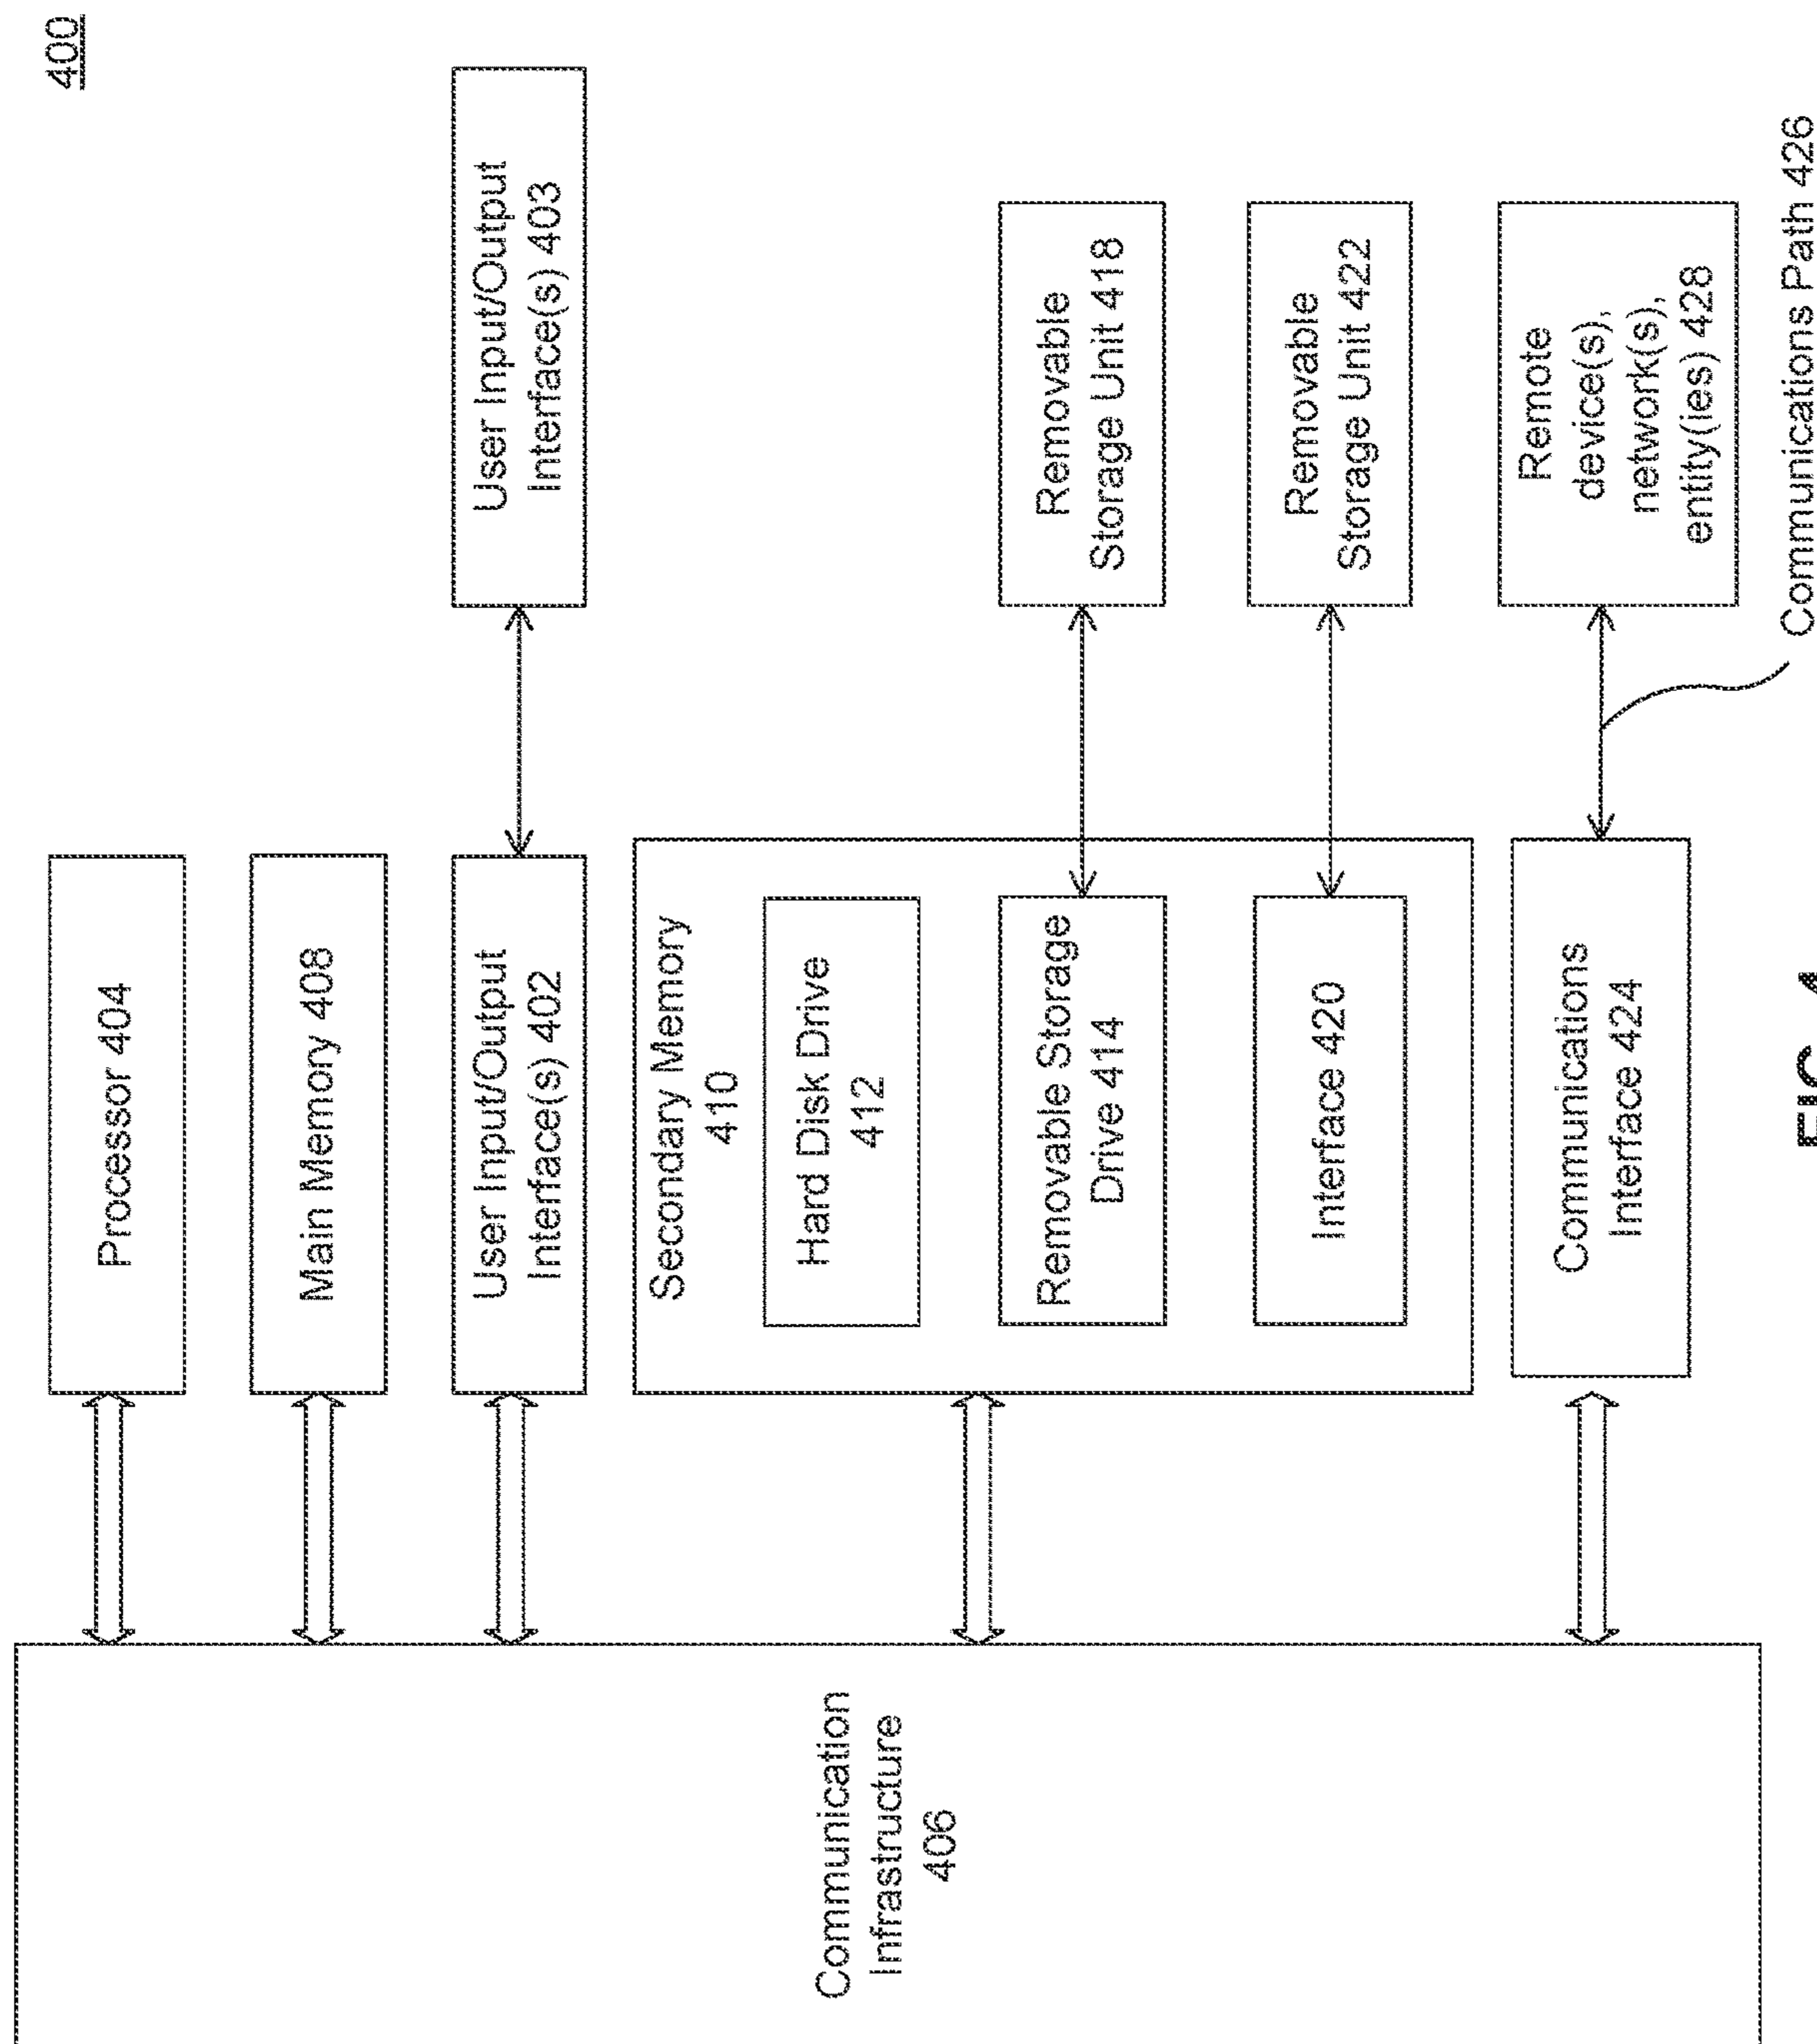 400
Processor 404
Main Memory 408
User Input/Output
Interface(s) 402
User Input/Output
Interface(s) 403
Secondary Memory
410
Hard Disk Drive
412
Removable Storage
Drive 414
Removable
Storage Unit 418
Interface 420
Removable
Storage Unit 422
Communications
Interface 424
Remote
device(s),
network(s),
entity(ies) 428
Communications Path 426
Communication
Infrastructure
406
FIG. 4